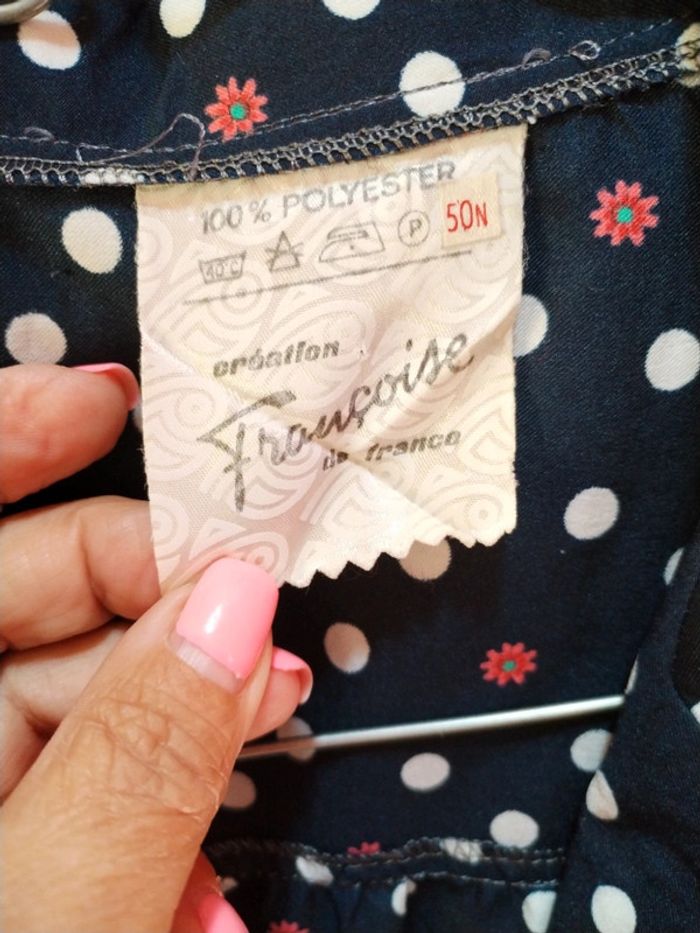 100 % POLYESTER
40°C P 50N
création
Françoise
de france